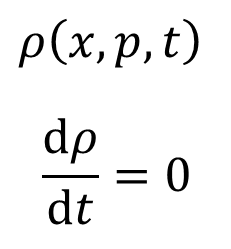 ρ(x, p, t)
dρ/dt = 0